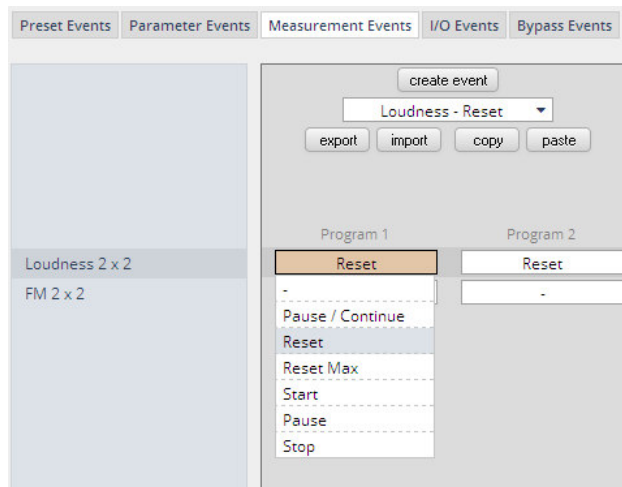 Preset Events Parameter Events Measurement Events I/O Events Bypass Events
create event
Loudness - Reset
export import copy paste
Program 1 Program 2
Loudness 2 x 2 Reset Reset
FM 2 x 2 - -
Pause / Continue
Reset
Reset Max
Start
Pause
Stop